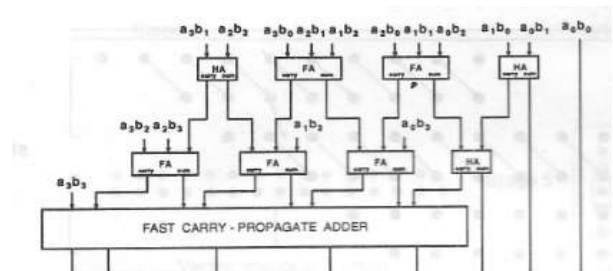 a₃b₁ a₂b₂ a₃b₀ a₂b₁ a₁b₂ a₂b₀ a₁b₁ a₀b₂ a₁b₀ a₀b₁ a₀b₀
HA FA FA HA
carry sum carry sum carry sum carry sum
a₃b₂ a₂b₃ a₁b₃ a₀b₃
FA FA FA HA
carry sum carry sum carry sum carry sum
a₃b₃
FAST CARRY - PROPAGATE ADDER